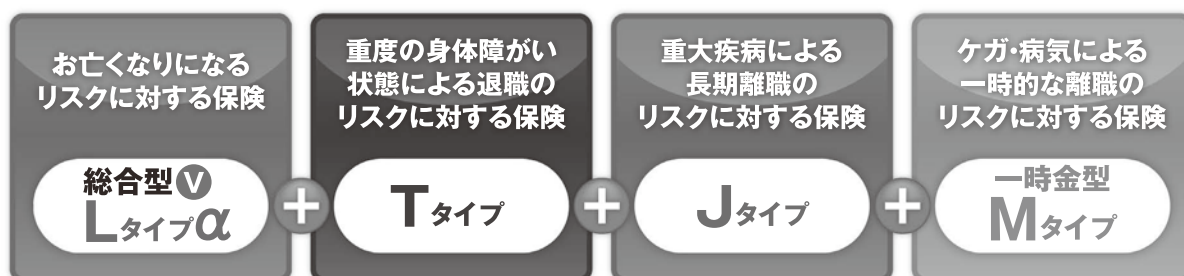 お亡くなりになる
リスクに対する保険
総合型Ⓥ
Lタイプα
+
重度の身体障がい
状態による退職の
リスクに対する保険
Tタイプ
+
重大疾病による
長期離職の
リスクに対する保険
Jタイプ
+
ケガ・病気による
一時的な離職の
リスクに対する保険
一時金型
Mタイプ